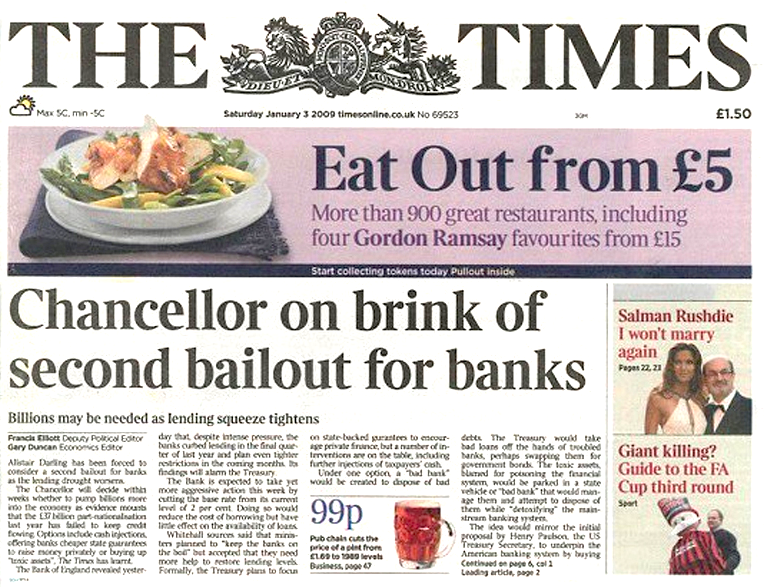 THE TIMES
DIEU ET MON DROIT
Max 5C, min -5C
Saturday January 3 2009 timesonline.co.uk No 69523
3GM
£1.50
Eat Out from £5
More than 900 great restaurants, including
four Gordon Ramsay favourites from £15
Start collecting tokens today Pullout inside
Chancellor on brink of
second bailout for banks
Billions may be needed as lending squeeze tightens
Francis Elliott Deputy Political Editor
Gary Duncan Economics Editor
Alistair Darling has been forced to
consider a second bailout for banks
as the lending drought worsens.
The Chancellor will decide within
weeks whether to pump billions more
into the economy as evidence mounts
that the £37 billion part-nationalisation
last year has failed to keep credit
flowing. Options include cash injections,
offering banks cheaper state guarantees
to raise money privately or buying up
"toxic assets", The Times has learnt.
The Bank of England revealed yester-
day that, despite intense pressure, the
banks curbed lending in the final quar-
ter of last year and plan even tighter
restrictions in the coming months. Its
findings will alarm the Treasury.
The Bank is expected to take yet
more aggressive action this week by
cutting the base rate from its current
level of 2 per cent. Doing so would
reduce the cost of borrowing but have
little effect on the availability of loans.
Whitehall sources said that minis-
ters planned to "keep the banks on
the boil" but accepted that they need
more help to restore lending levels.
Formally, the Treasury plans to focus
on state-backed gurantees to encour-
age private finance, but a number of in-
terventions are on the table, including
further injections of taxpayers' cash.
Under one option, a "bad bank"
would be created to dispose of bad
99p
Pub chain cuts the
price of a pint from
£1.69 to 1989 levels
Business, page 47
debts. The Treasury would take
bad loans off the hands of troubled
banks, perhaps swapping them for
government bonds. The toxic assets,
blamed for poisoning the financial
system, would be parked in a state
vehicle or "bad bank" that would man-
age them and attempt to dispose of
them while "detoxifying" the main-
stream banking system.
The idea would mirror the initial
proposal by Henry Paulson, the US
Treasury Secretary, to underpin the
American banking system by buying
Continued on page 6, col 1
Leading article, page 2
Salman Rushdie
I won't marry
again
Pages 22, 23
Giant killing?
Guide to the FA
Cup third round
Sport